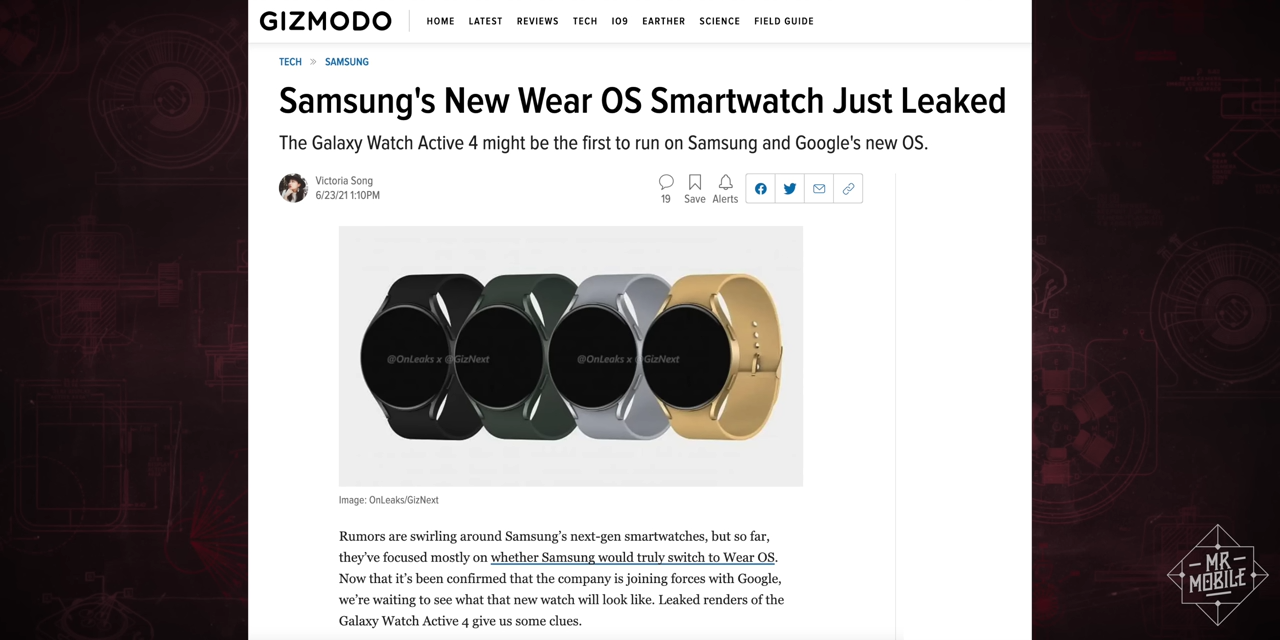 GIZMODO
HOME LATEST REVIEWS TECH IO9 EARTHER SCIENCE FIELD GUIDE
TECH » SAMSUNG
Samsung's New Wear OS Smartwatch Just Leaked
The Galaxy Watch Active 4 might be the first to run on Samsung and Google's new OS.
Victoria Song
6/23/21 1:10PM
19 Save Alerts
@OnLeaks x @GizNext
@OnLeaks x @GizNext
Image: OnLeaks/GizNext
Rumors are swirling around Samsung’s next-gen smartwatches, but so far,
they’ve focused mostly on whether Samsung would truly switch to Wear OS.
Now that it’s been confirmed that the company is joining forces with Google,
we’re waiting to see what that new watch will look like. Leaked renders of the
Galaxy Watch Active 4 give us some clues.
MR
MOBILE